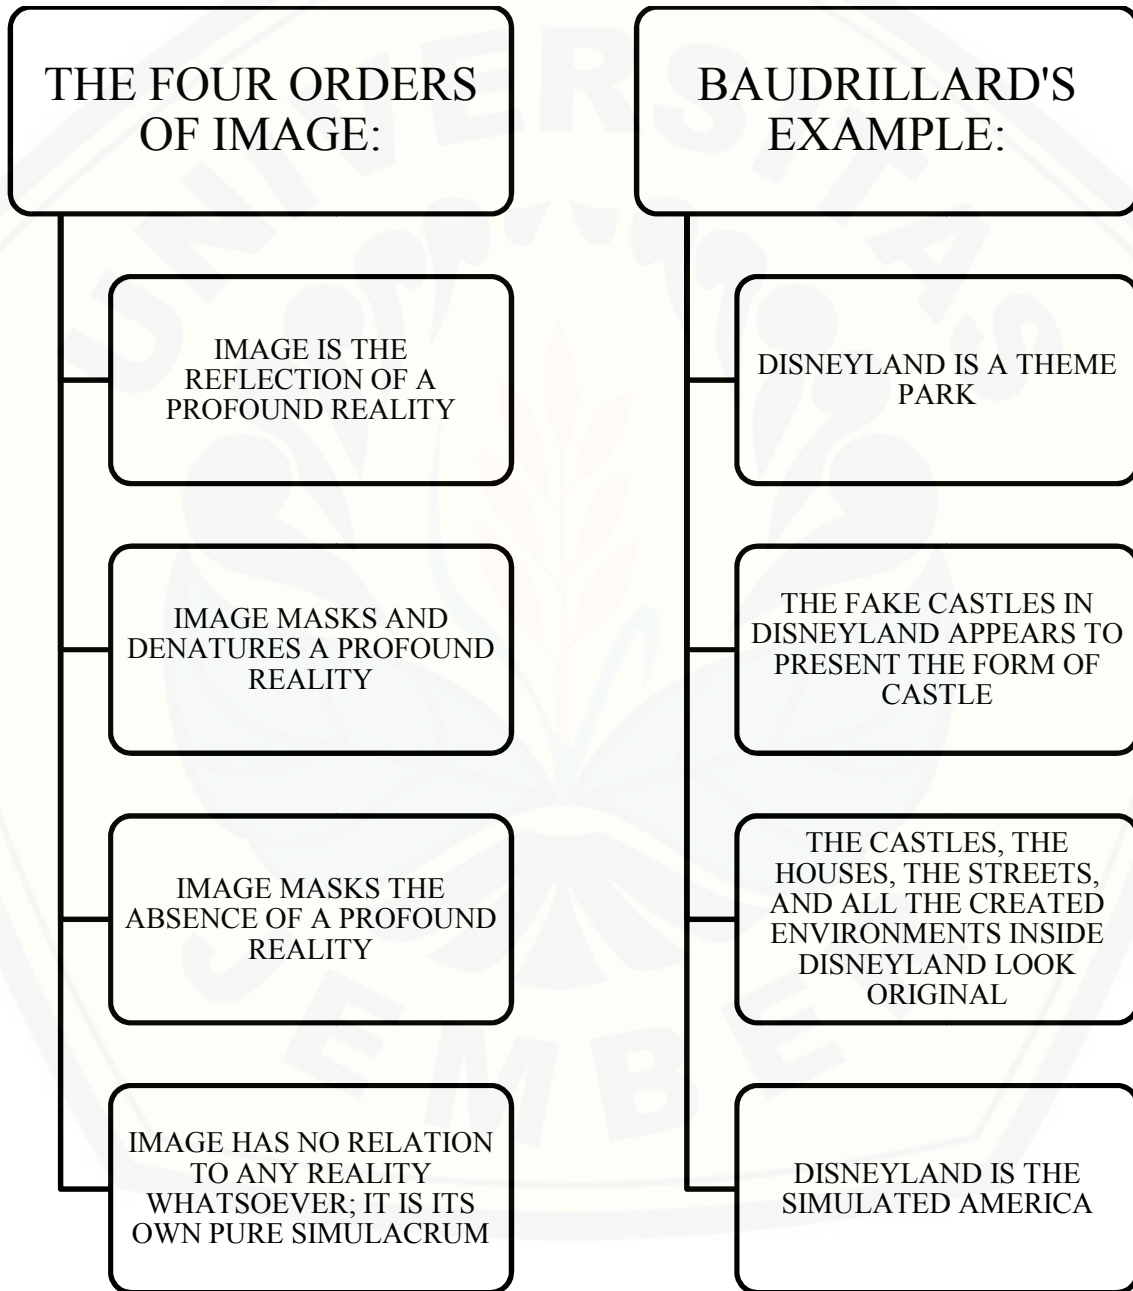 THE FOUR ORDERS
OF IMAGE:
IMAGE IS THE
REFLECTION OF A
PROFOUND REALITY
IMAGE MASKS AND
DENATURES A PROFOUND
REALITY
IMAGE MASKS THE
ABSENCE OF A PROFOUND
REALITY
IMAGE HAS NO RELATION
TO ANY REALITY
WHATSOEVER; IT IS ITS
OWN PURE SIMULACRUM
BAUDRILLARD'S
EXAMPLE:
DISNEYLAND IS A THEME
PARK
THE FAKE CASTLES IN
DISNEYLAND APPEARS TO
PRESENT THE FORM OF
CASTLE
THE CASTLES, THE
HOUSES, THE STREETS,
AND ALL THE CREATED
ENVIRONMENTS INSIDE
DISNEYLAND LOOK
ORIGINAL
DISNEYLAND IS THE
SIMULATED AMERICA
UNIVERSITAS
JEMBE